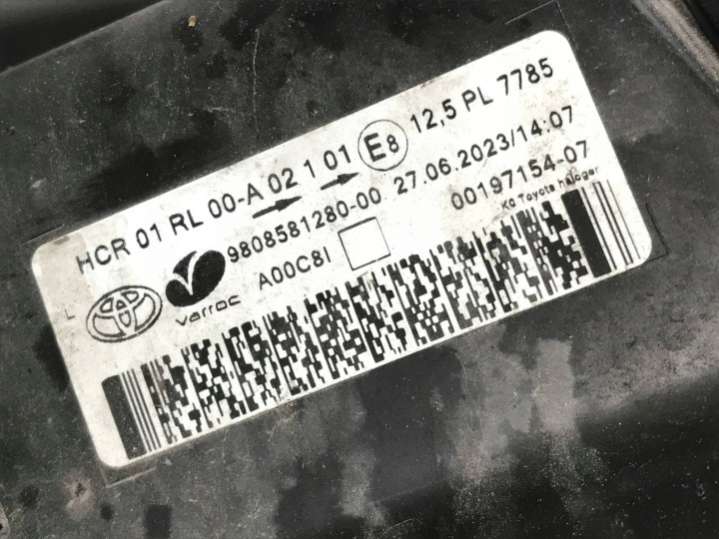 HCR 01 RL 00-A 02 1 01 E8 12,5 PL 7785
9808581280-00 27.06.2023/14:07
A00C8I 00197154-07
varroc
KG Toyota halogen
L